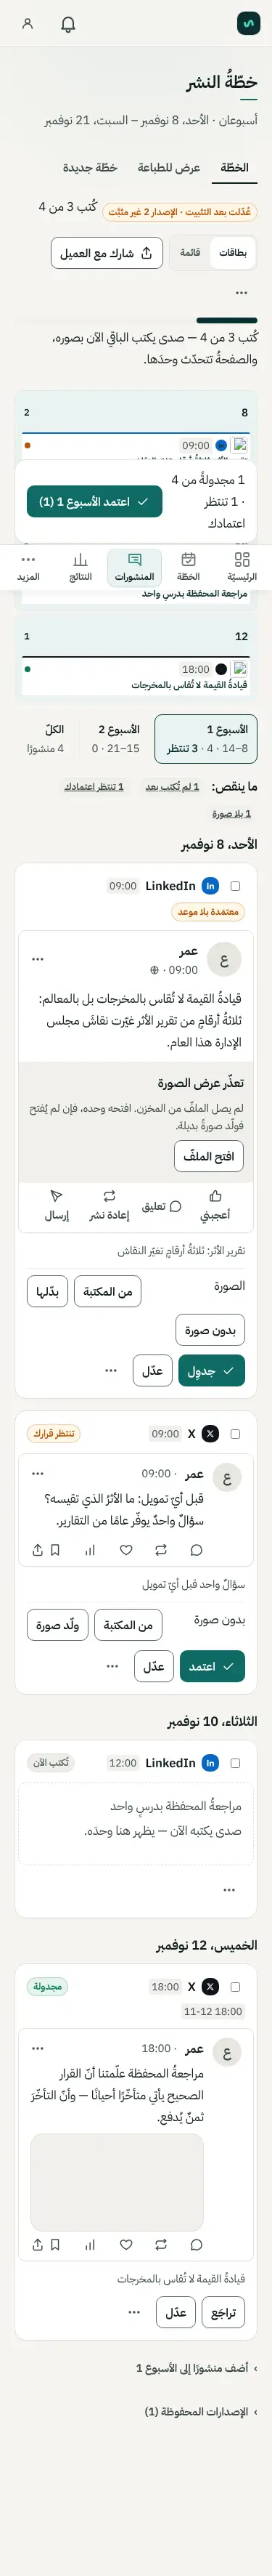 خطّةُ النشر
أسبوعان · الأحد، 8 نوفمبر – السبت، 21 نوفمبر
الخطّة
عرض للطباعة
خطّة جديدة
عُدّلت بعد التثبيت · الإصدار 2 غير مثبَّت
كُتب 3 من 4
بطاقات
قائمة
شارك مع العميل
كُتب 3 من 4 — صدى يكتب الباقي الآن بصوره،
والصفحةُ تتحدّث وحدَها.
8
2
09:00
1 مجدولةٌ من 4
· 1 تنتظر
اعتمادك
اعتمد الأسبوع 1 (1)
الرئيسيّة
الخطّة
المنشورات
النتائج
المزيد
مراجعة المحفظة بدرسٍ واحد
12
1
18:00
قيادةُ القيمة لا تُقاس بالمخرجات
الأسبوع 1
8–14 · 4 · 3 تنتظر
الأسبوع 2
15–21 · 0
الكلّ
4 منشورًا
ما ينقص:
1 لم تُكتب بعد
1 تنتظر اعتمادك
1 بلا صورة
الأحد، 8 نوفمبر
LinkedIn
09:00
معتمدة بلا موعد
ع
عمر
09:00 ·
قيادةُ القيمة لا تُقاس بالمخرجات بل بالمعالم:
ثلاثةُ أرقامٍ من تقرير الأثر غيّرت نقاشَ مجلس
الإدارة هذا العام.
تعذّر عرض الصورة
لم يصل الملف من المخزن. افتحه وحده، فإن لم يُفتح
فولّد صورةً بديلة.
افتح الملفّ
أعجبني
تعليق
إعادة نشر
إرسال
تقرير الأثر: ثلاثةُ أرقامٍ تغيّر النقاش
الصورة
من المكتبة
بدّلها
بدون صورة
جدوِل
عدّل
X
09:00
تنتظر قرارك
ع
عمر
· 09:00
قبل أيّ تمويل: ما الأثرُ الذي تقيسه؟
سؤالٌ واحدٌ يوفّر عامًا من التقارير.
سؤالٌ واحد قبل أيّ تمويل
بدون صورة
من المكتبة
ولّد صورة
اعتمد
عدّل
الثلاثاء، 10 نوفمبر
LinkedIn
12:00
تُكتب الآن
مراجعةُ المحفظة بدرسٍ واحد
صدى يكتبه الآن — يظهر هنا وحدَه.
الخميس، 12 نوفمبر
X
18:00
مجدولة
11-12 18:00
ع
عمر
· 18:00
مراجعةُ المحفظة علّمتنا أنّ القرار
الصحيح يأتي متأخّرًا أحيانًا — وأنّ التأخّرَ
ثمنٌ يُدفع.
قيادةُ القيمة لا تُقاس بالمخرجات
تراجَع
عدّل
أضف منشورًا إلى الأسبوع 1
الإصدارات المحفوظة (1)